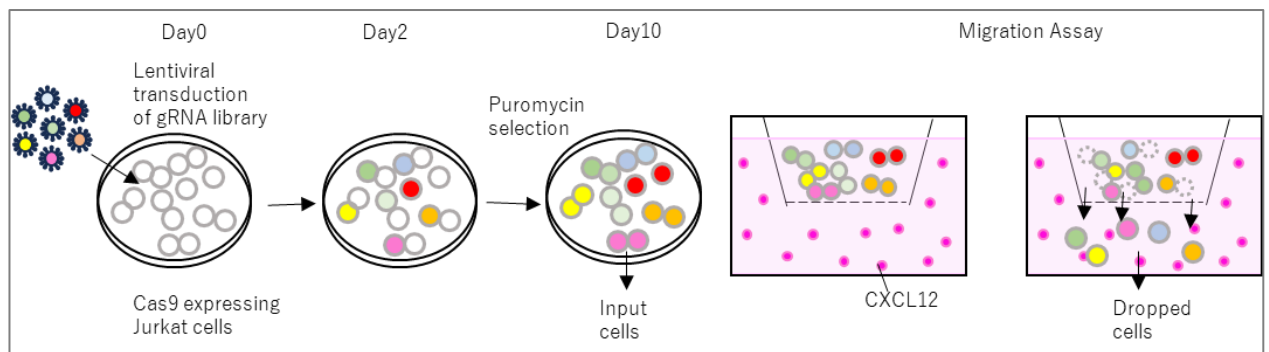 Day0
Day2
Day10
Migration Assay
Lentiviral
transduction
of gRNA library
Puromycin
selection
Cas9 expressing
Jurkat cells
Input
cells
CXCL12
Dropped
cells